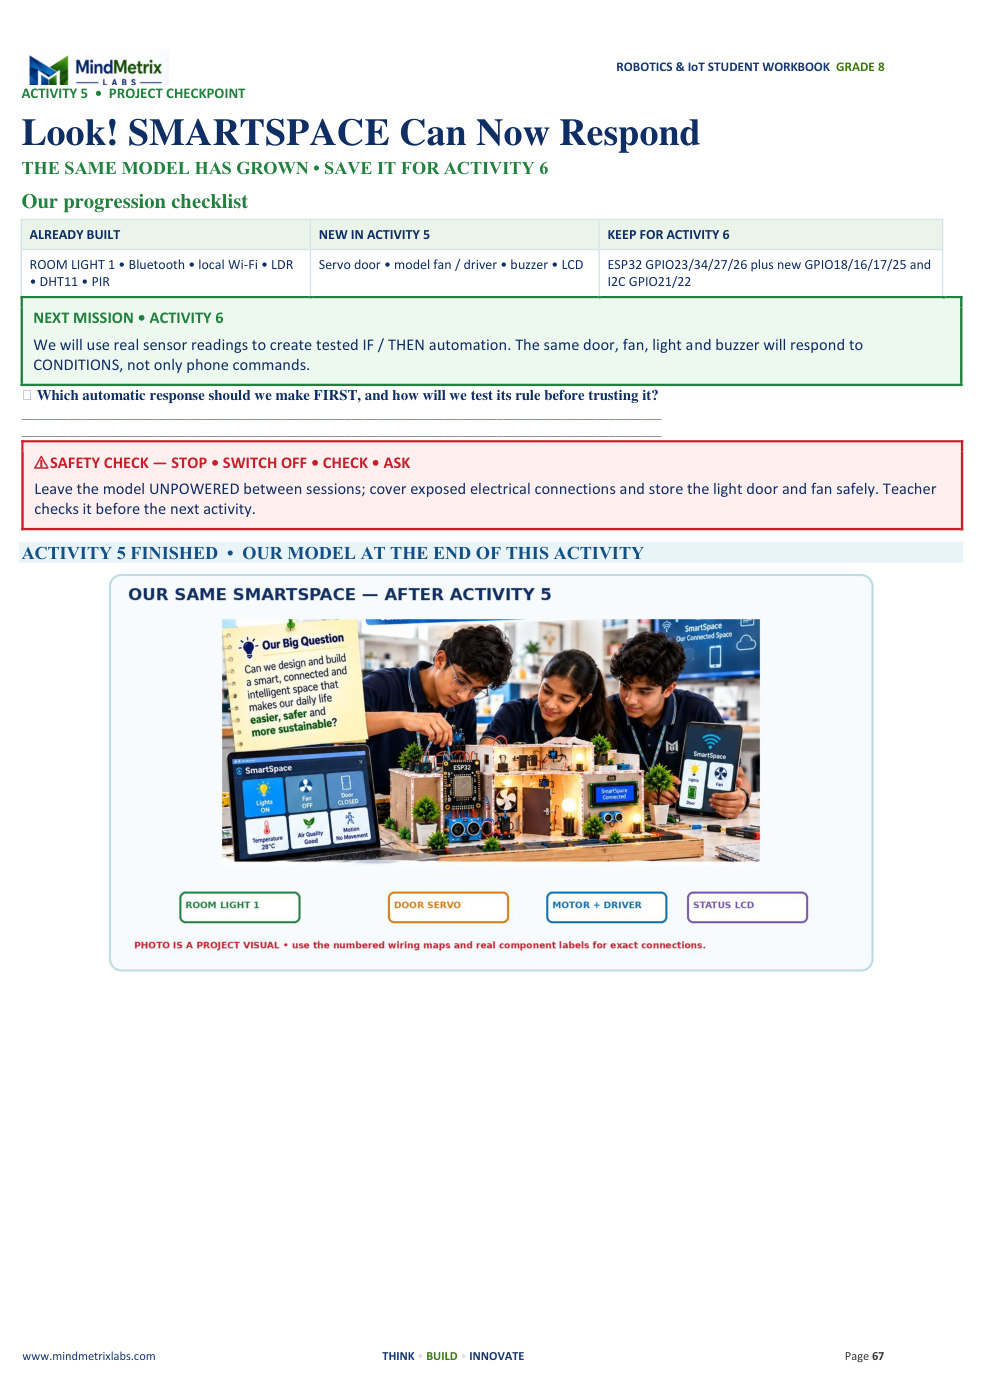 MindMetrix
LABS
ROBOTICS & IoT STUDENT WORKBOOK GRADE 8
ACTIVITY 5 • PROJECT CHECKPOINT
Look! SMARTSPACE Can Now Respond
THE SAME MODEL HAS GROWN • SAVE IT FOR ACTIVITY 6
Our progression checklist
ALREADY BUILT
NEW IN ACTIVITY 5
KEEP FOR ACTIVITY 6
ROOM LIGHT 1 • Bluetooth • local Wi-Fi • LDR
• DHT11 • PIR
Servo door • model fan / driver • buzzer • LCD
ESP32 GPIO23/34/27/26 plus new GPIO18/16/17/25 and
I2C GPIO21/22
NEXT MISSION • ACTIVITY 6
We will use real sensor readings to create tested IF / THEN automation. The same door, fan, light and buzzer will respond to
CONDITIONS, not only phone commands.
Which automatic response should we make FIRST, and how will we test its rule before trusting it?
⚠SAFETY CHECK — STOP • SWITCH OFF • CHECK • ASK
Leave the model UNPOWERED between sessions; cover exposed electrical connections and store the light door and fan safely. Teacher
checks it before the next activity.
ACTIVITY 5 FINISHED • OUR MODEL AT THE END OF THIS ACTIVITY
OUR SAME SMARTSPACE — AFTER ACTIVITY 5
Our Big Question
Can we design and build
a smart, connected and
intelligent space that
makes our daily life
easier, safer and
more sustainable?
SmartSpace
Our Connected Space
SmartSpace
Lights
ON
Fan
OFF
Door
CLOSED
Temperature
28°C
Air Quality
Good
Motion
No Movement
ESP32
SmartSpace
Connected
SmartSpace
Lights
Fan
Door
ROOM LIGHT 1
DOOR SERVO
MOTOR + DRIVER
STATUS LCD
PHOTO IS A PROJECT VISUAL • use the numbered wiring maps and real component labels for exact connections.
www.mindmetrixlabs.com
THINK • BUILD • INNOVATE
Page 67